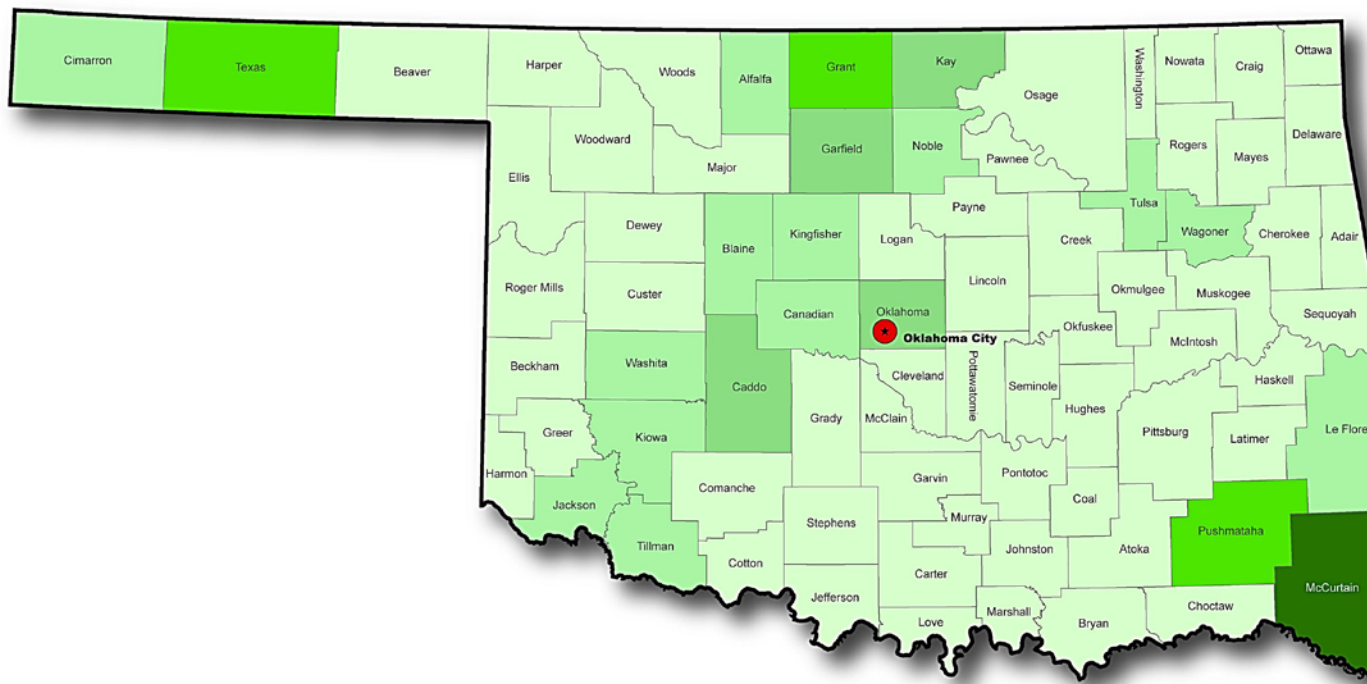 Cimarron
Texas
Beaver
Harper
Woods
Alfalfa
Grant
Kay
Osage
Washington
Nowata
Craig
Ottawa
Woodward
Major
Garfield
Noble
Pawnee
Rogers
Mayes
Delaware
Ellis
Dewey
Blaine
Kingfisher
Logan
Payne
Creek
Tulsa
Wagoner
Cherokee
Adair
Roger Mills
Custer
Canadian
Oklahoma
Oklahoma City
Lincoln
Okmulgee
Muskogee
Okfuskee
McIntosh
Sequoyah
Beckham
Washita
Caddo
Grady
Cleveland
McClain
Pottawatomie
Seminole
Hughes
Pittsburg
Haskell
Latimer
Le Flore
Greer
Harmon
Kiowa
Jackson
Tillman
Comanche
Cotton
Stephens
Jefferson
Garvin
Murray
Carter
Love
Pontotoc
Johnston
Marshall
Coal
Atoka
Bryan
Pushmataha
Choctaw
McCurtain